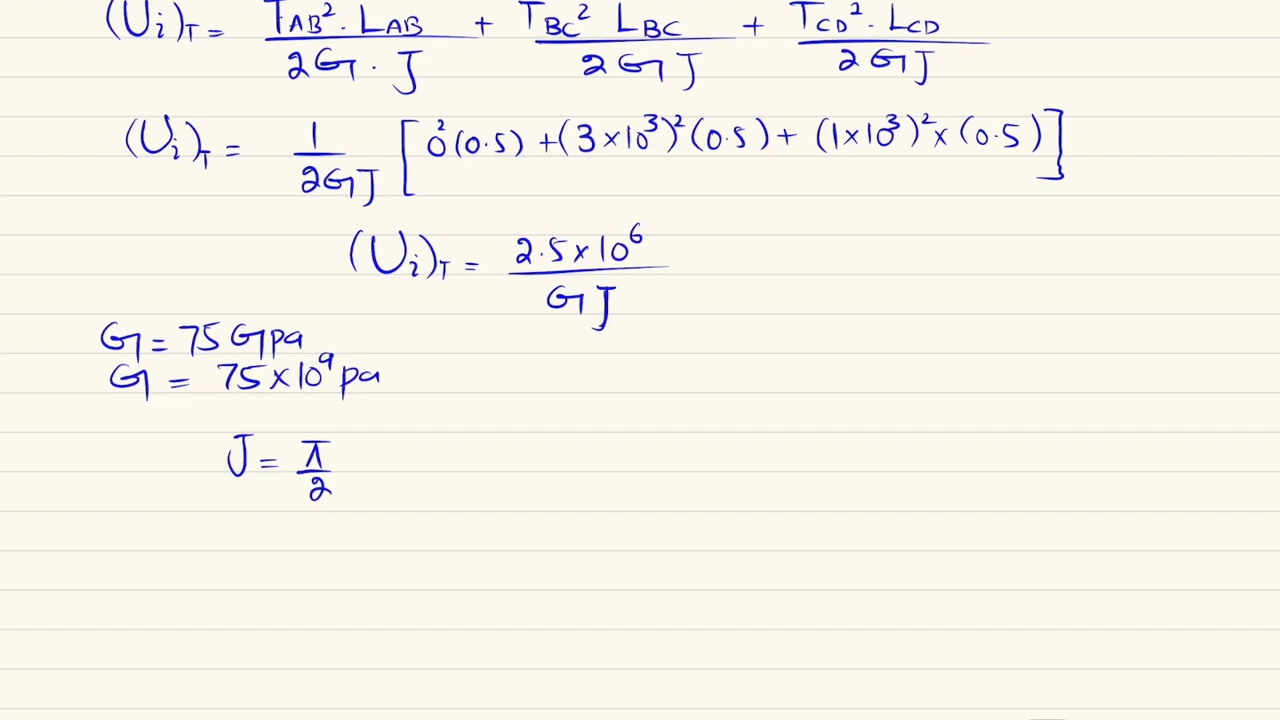 (Ui)T = TAB². LAB / 2G . J + TBC² LBC / 2GJ + TCD². LCD / 2GJ
(Ui)T = 1 / 2GJ [ 0²(0.5) + (3×10³)²(0.5) + (1×10³)²×(0.5) ]
(Ui)T = 2.5×10⁶ / GJ
G = 75 Gpa
G = 75×10⁹ pa
J = π / 2